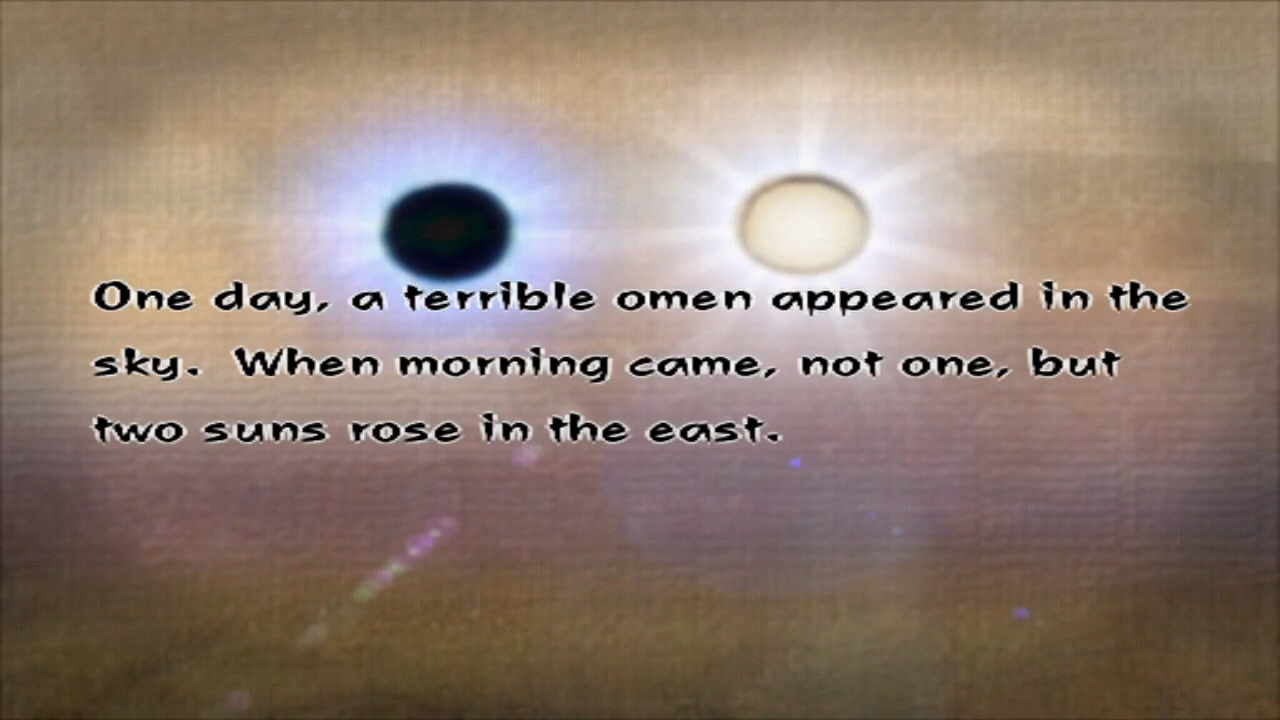 One day, a terrible omen appeared in the
sky.  When morning came, not one, but
two suns rose in the east.